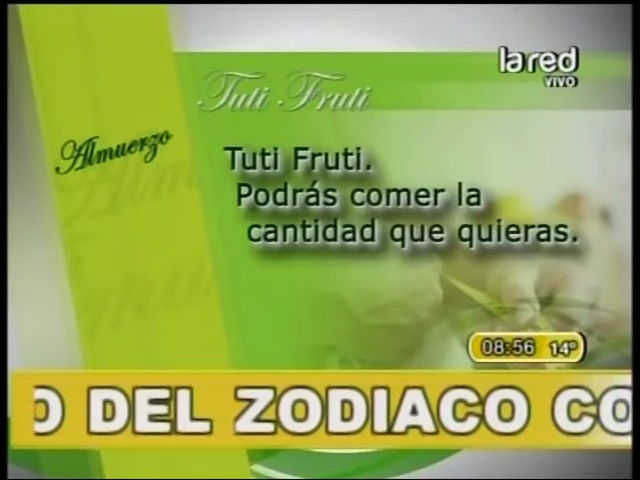 la red
VIVO
Tuti Fruti
Almuerzo
Tuti Fruti.
Podrás comer la
cantidad que quieras.
08:56 14º
O DEL ZODIACO CO